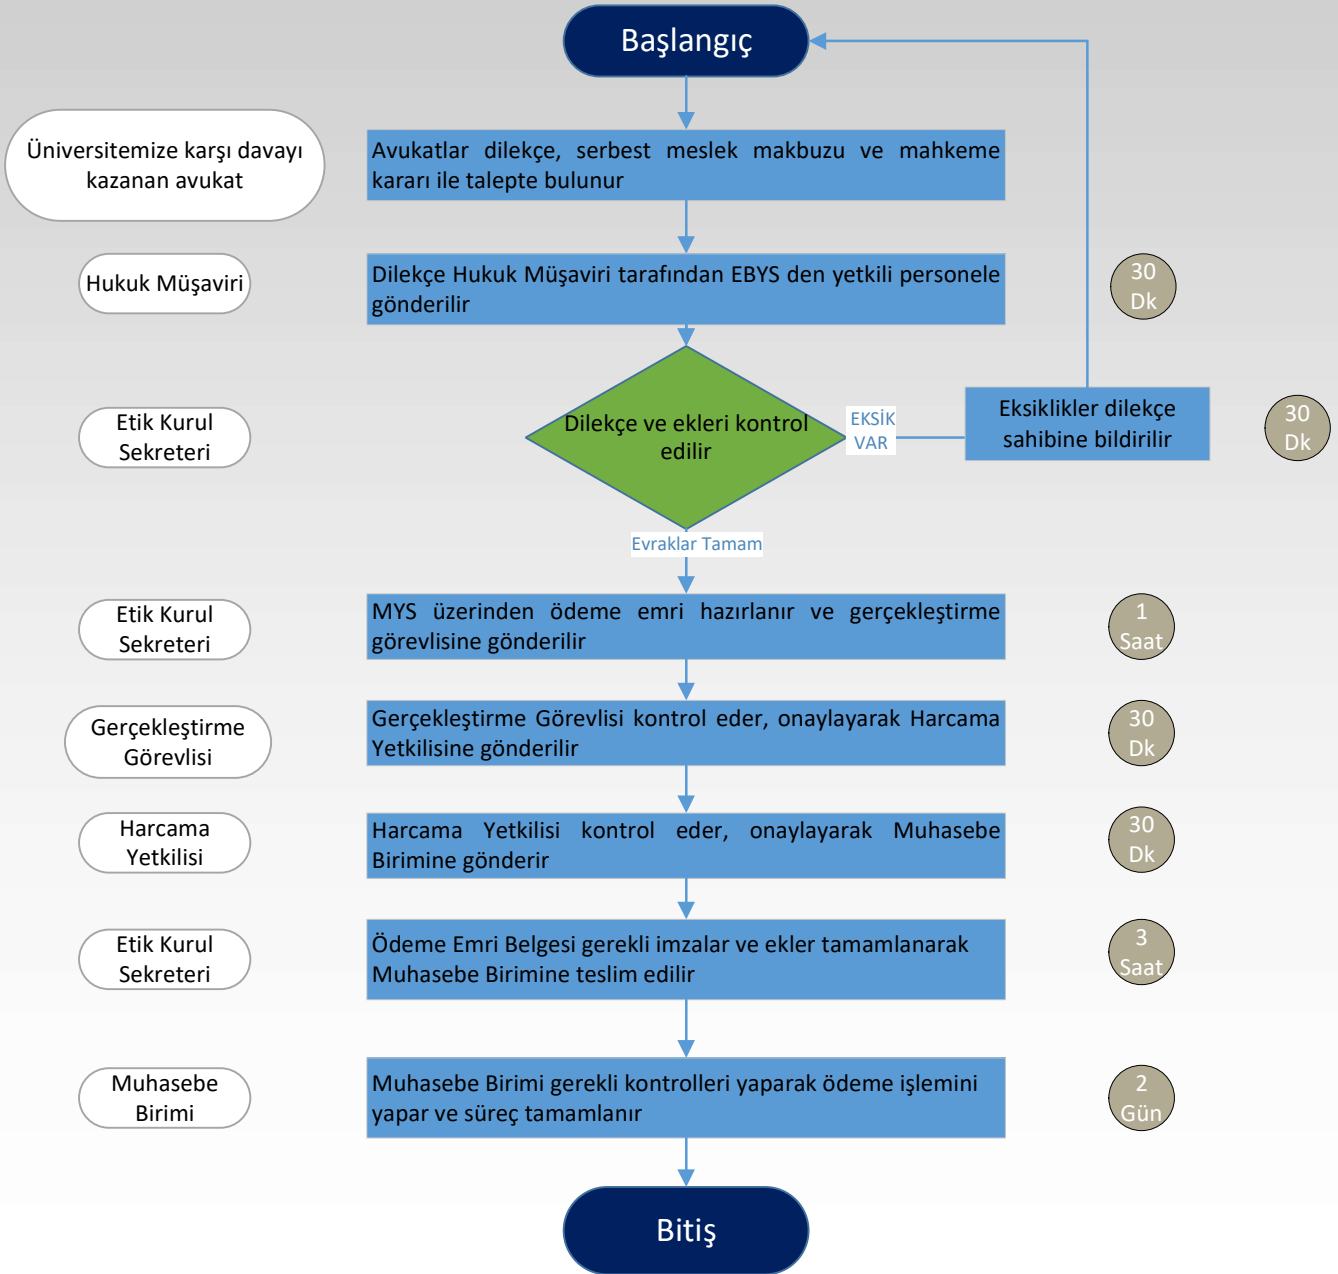 Başlangıç
Üniversitemize karşı davayı
kazanan avukat
Avukatlar dilekçe, serbest meslek makbuzu ve mahkeme
kararı ile talepte bulunur
Hukuk Müşaviri
Dilekçe Hukuk Müşaviri tarafından EBYS den yetkili personele
gönderilir
30
Dk
Etik Kurul
Sekreteri
Dilekçe ve ekleri kontrol
edilir
EKSİK
VAR
Eksiklikler dilekçe
sahibine bildirilir
30
Dk
Evraklar Tamam
Etik Kurul
Sekreteri
MYS üzerinden ödeme emri hazırlanır ve gerçekleştirme
görevlisine gönderilir
1
Saat
Gerçekleştirme
Görevlisi
Gerçekleştirme Görevlisi kontrol eder, onaylayarak Harcama
Yetkilisine gönderilir
30
Dk
Harcama
Yetkilisi
Harcama Yetkilisi kontrol eder, onaylayarak Muhasebe
Birimine gönderir
30
Dk
Etik Kurul
Sekreteri
Ödeme Emri Belgesi gerekli imzalar ve ekler tamamlanarak
Muhasebe Birimine teslim edilir
3
Saat
Muhasebe
Birimi
Muhasebe Birimi gerekli kontrolleri yaparak ödeme işlemini
yapar ve süreç tamamlanır
2
Gün
Bitiş